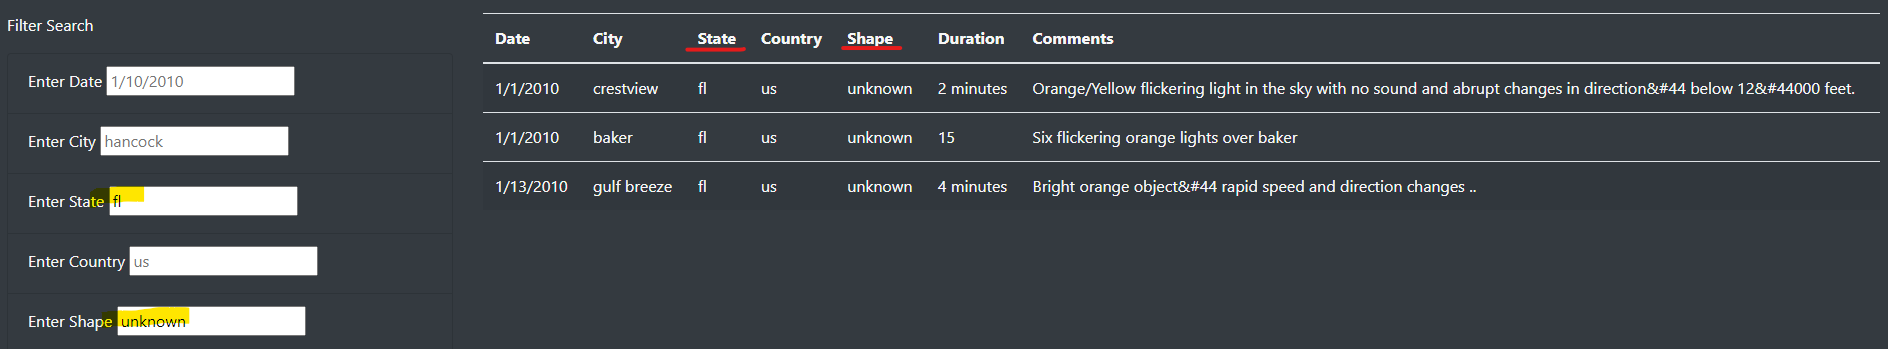 Filter Search
Enter Date 1/10/2010
Enter City hancock
Enter State fl
Enter Country us
Enter Shape unknown
Date City State Country Shape Duration Comments
1/1/2010 crestview fl us unknown 2 minutes Orange/Yellow flickering light in the sky with no sound and abrupt changes in direction&#44 below 12&#44000 feet.
1/1/2010 baker fl us unknown 15 Six flickering orange lights over baker
1/13/2010 gulf breeze fl us unknown 4 minutes Bright orange object&#44 rapid speed and direction changes ..